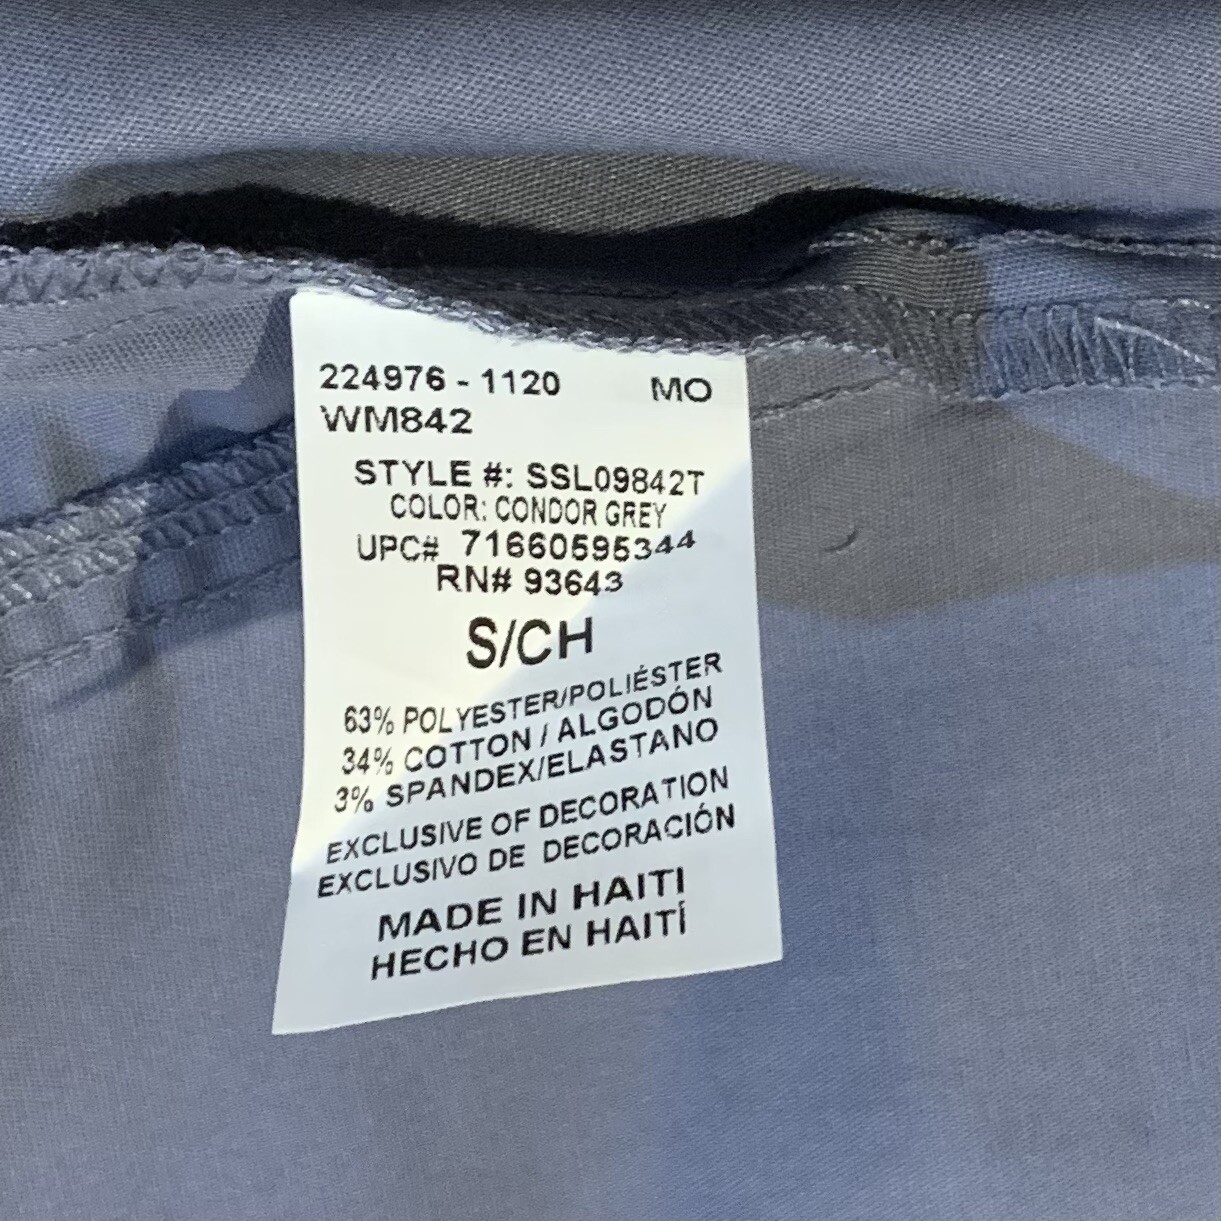 224976 - 1120 MO
WM842
STYLE #: SSL09842T
COLOR: CONDOR GREY
UPC# 71660595344
RN# 93643
S/CH
63% POLYESTER/POLIÉSTER
34% COTTON / ALGODÓN
3% SPANDEX/ELASTANO
EXCLUSIVE OF DECORATION
EXCLUSIVO DE DECORACIÓN
MADE IN HAITI
HECHO EN HAITÍ